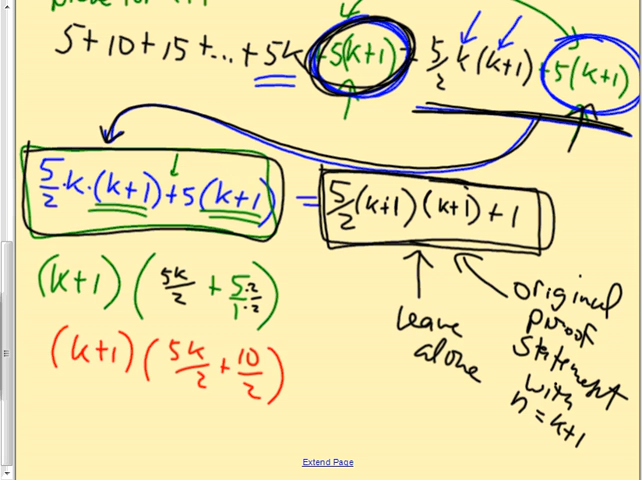 5+10+15+... +5k +5(k+1) = 5/2 k (k+1) +5(k+1)
5/2·k·(k+1)+5(k+1) = 5/2(k+1)(k+1)+1
(k+1)(5k/2 + 5·2/1·2)
(k+1)(5k/2 + 10/2)
leave
alone
original
proof
statement
with
n=k+1
Extend Page